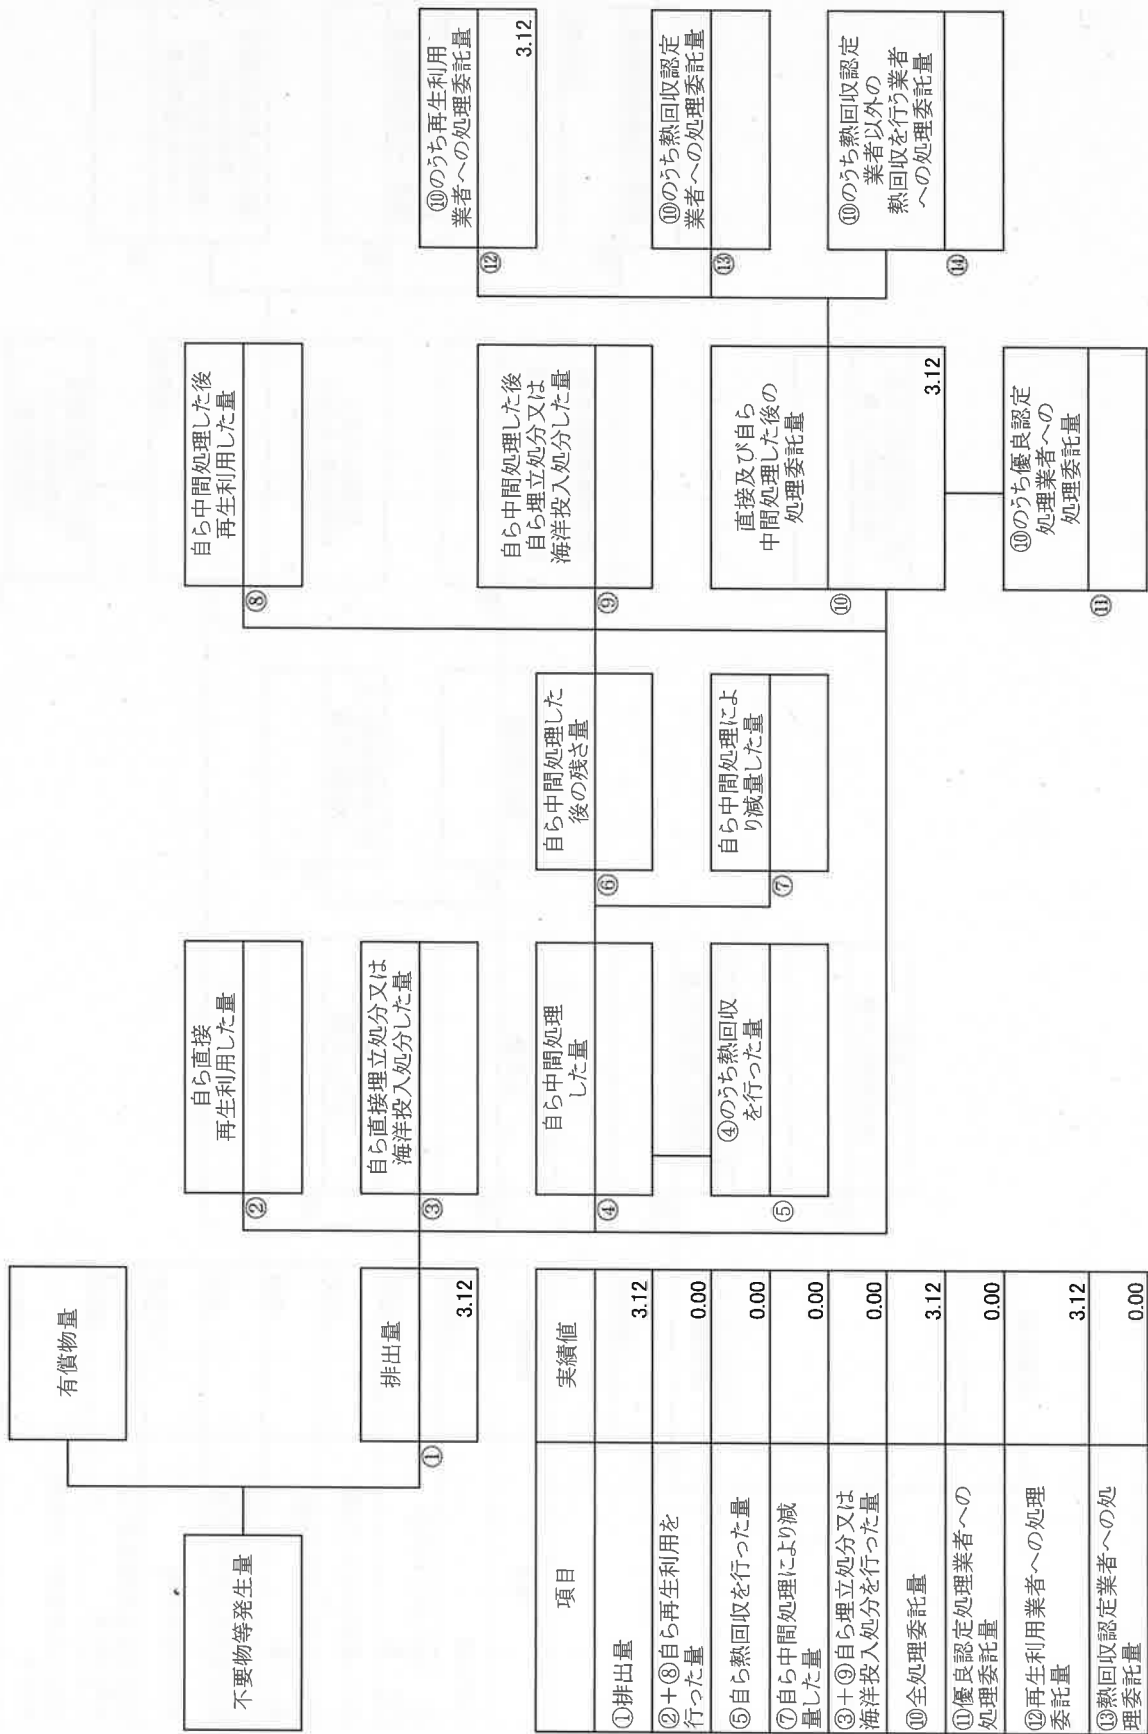 不要物等発生量
有償物量
排出量
①
3.12
自ら直接
再生利用した量
②
自ら直接埋立処分又は
海洋投入処分した量
③
自ら中間処理
した量
④
④のうち熱回収
を行った量
⑤
自ら中間処理した
後の残さ量
⑥
自ら中間処理によ
り減量した量
⑦
自ら中間処理した後
再生利用した量
⑧
自ら中間処理した後
自ら埋立処分又は
海洋投入処分した量
⑨
直接及び自ら
中間処理した後の
処理委託量
⑩
3.12
⑩のうち優良認定
処理業者への
処理委託量
⑪
⑩のうち再生利用
業者への処理委託量
⑫
3.12
⑩のうち熱回収認定
業者への処理委託量
⑬
⑩のうち熱回収認定
業者以外の
熱回収を行う業者
への処理委託量
⑭
項目 実績値
①排出量 3.12
②+⑧自ら再生利用を
行った量 0.00
⑤自ら熱回収を行った量 0.00
⑦自ら中間処理により減
量した量 0.00
③+⑨自ら埋立処分又は
海洋投入処分を行った量 0.00
⑩全処理委託量 3.12
⑪優良認定処理業者への
処理委託量 0.00
⑫再生利用業者への処理
委託量 3.12
⑬熱回収認定業者への処
理委託量 0.00